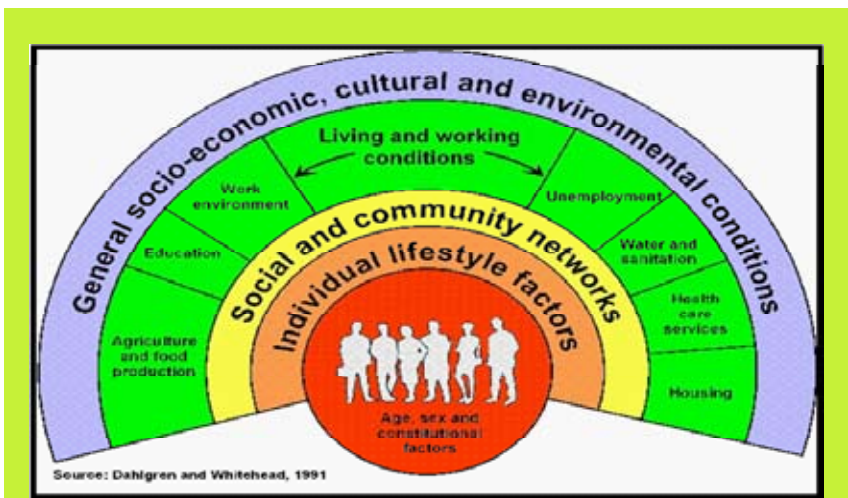 General socio-economic, cultural and environmental conditions
Living and working
conditions
Work
environment
Unemployment
Education
Water and
sanitation
Agriculture
and food
production
Health
care
services
Housing
Social and community networks
Individual lifestyle factors
Age, sex and
constitutional
factors
Source: Dahlgren and Whitehead, 1991